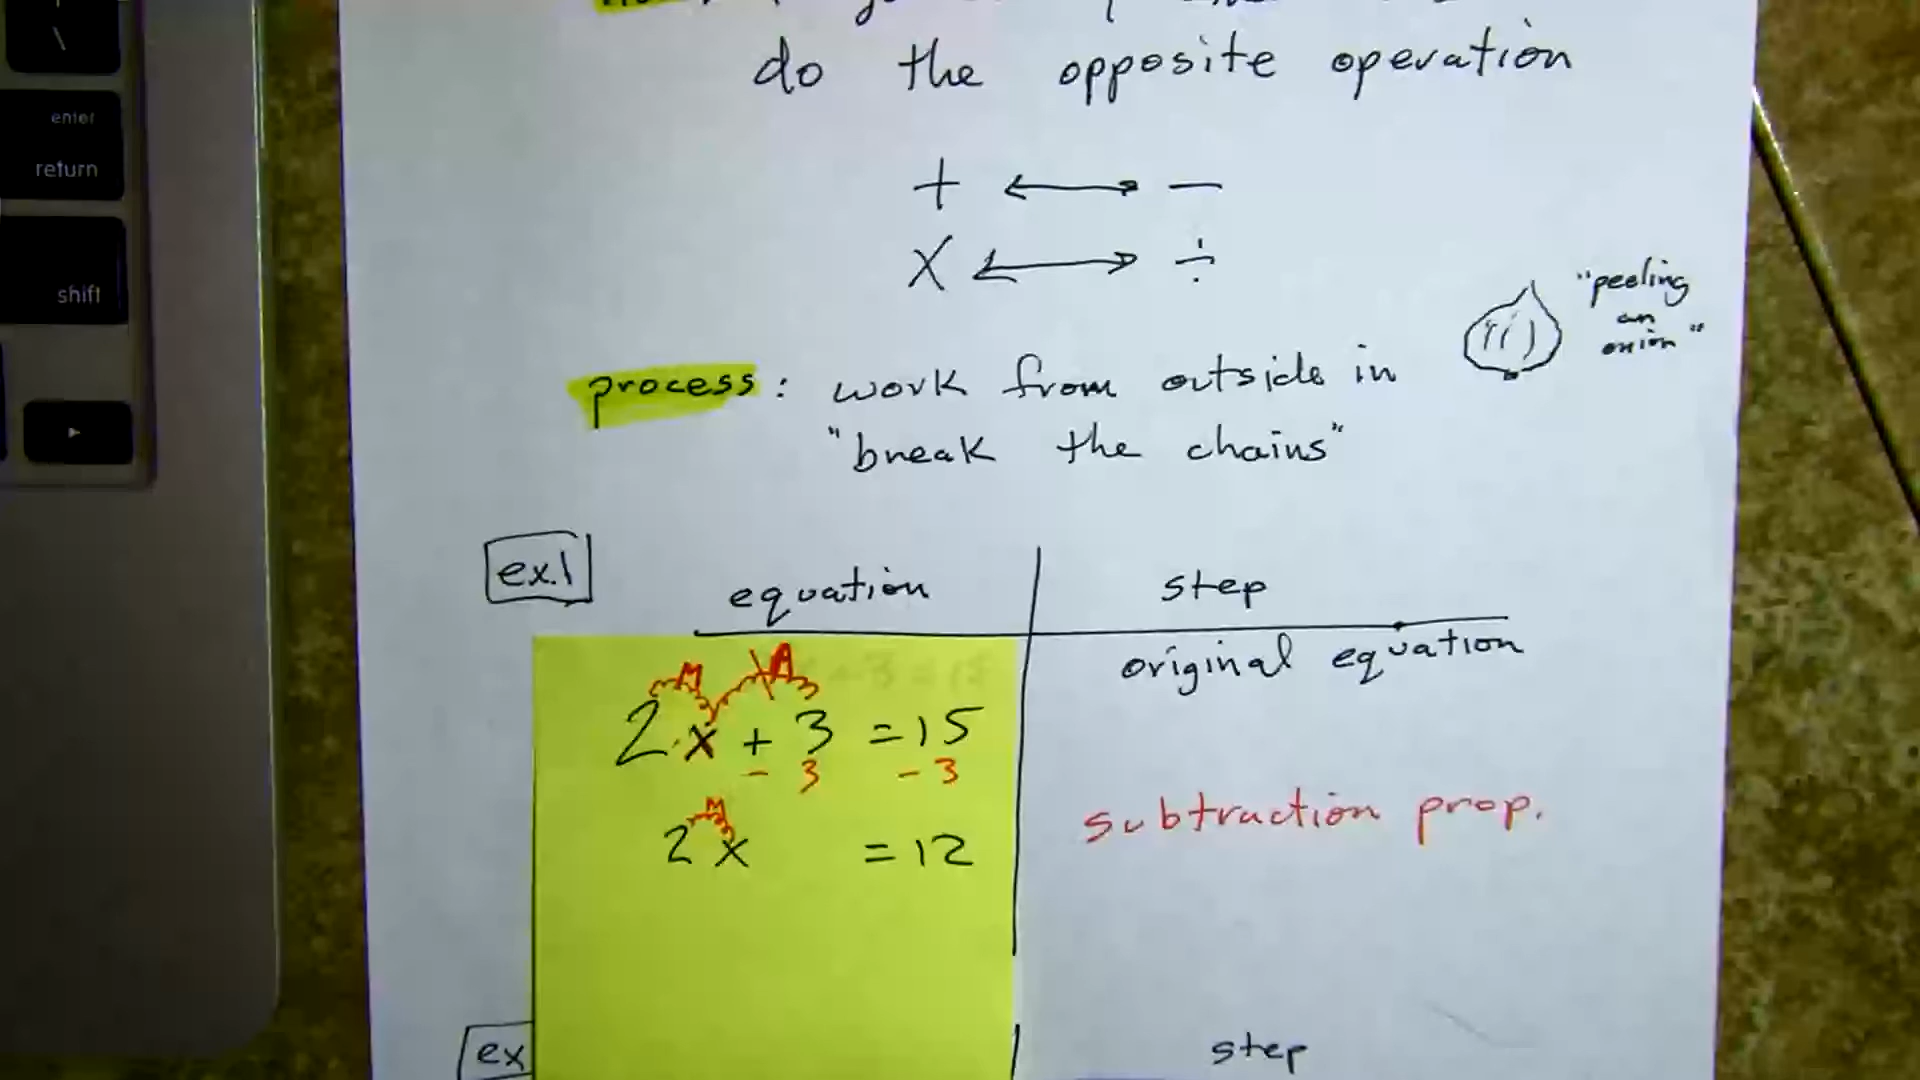 \
enter
return
shift
do the opposite operation
+ ↔ −
X ↔ ÷
"peeling
an
onion"
process: work from outside in
"break the chains"
ex.1
equation step
original equation
M A
2·x + 3 = 15
- 3 - 3
subtraction prop.
M
2x = 12
ex
step